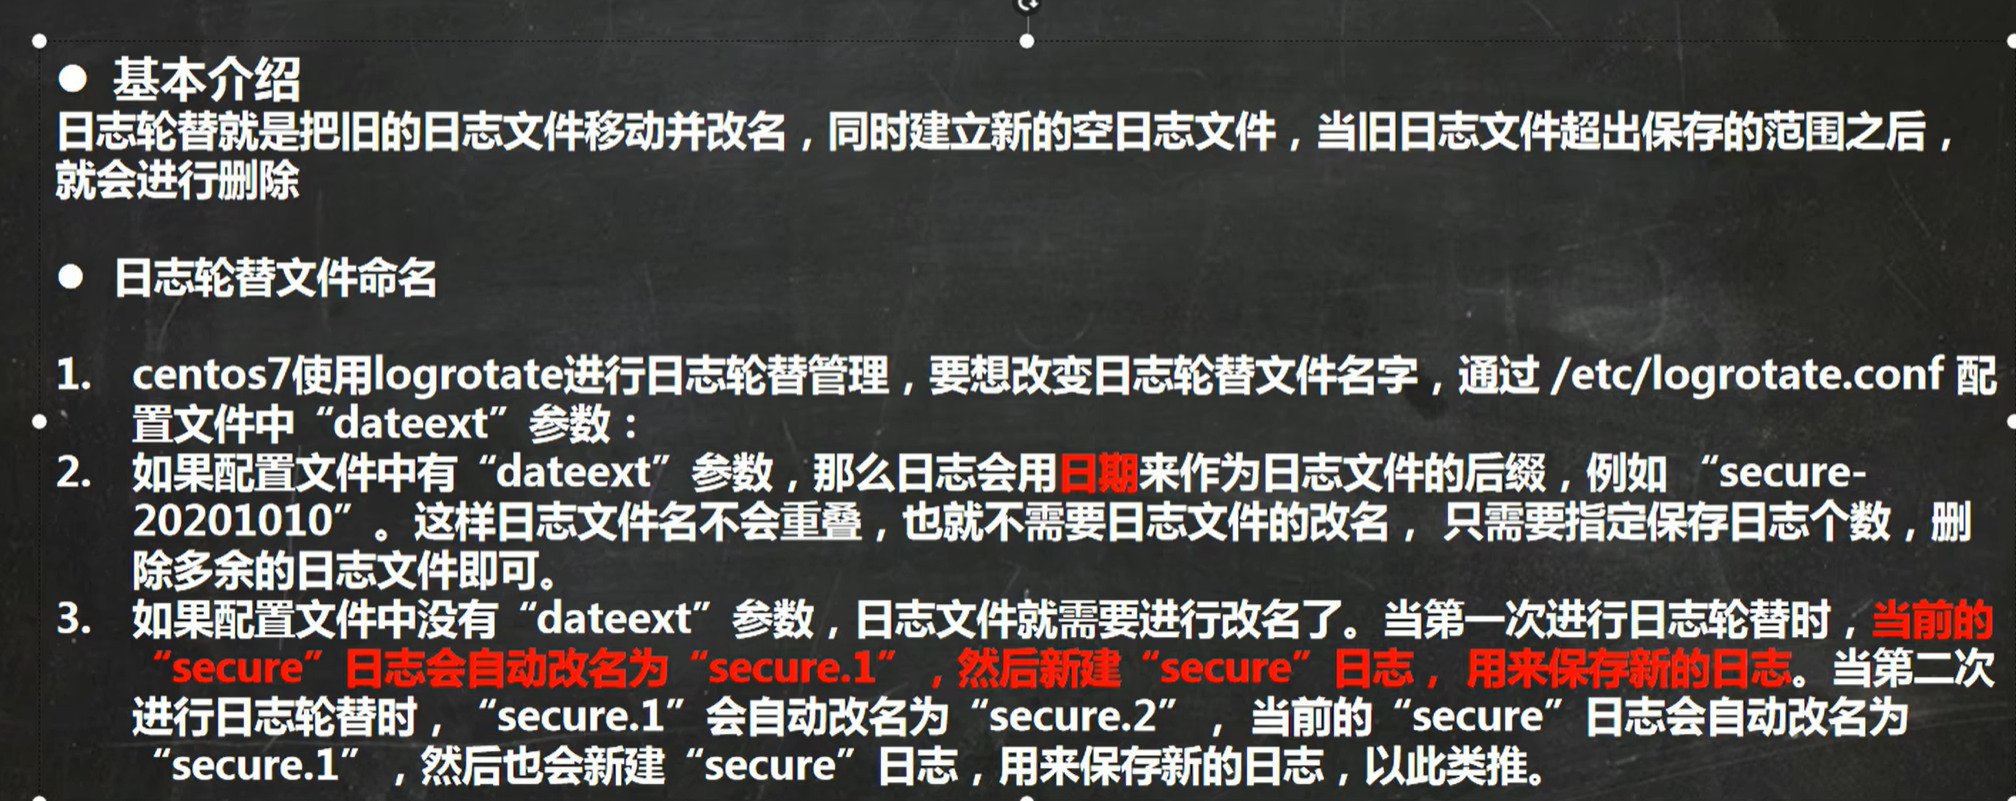 ● 基本介绍
日志轮替就是把旧的日志文件移动并改名，同时建立新的空日志文件，当旧日志文件超出保存的范围之后，
就会进行删除
● 日志轮替文件命名
1. centos7使用logrotate进行日志轮替管理，要想改变日志轮替文件名字，通过 /etc/logrotate.conf 配
置文件中“dateext”参数：
2. 如果配置文件中有“dateext”参数，那么日志会用日期来作为日志文件的后缀，例如 “secure-
20201010”。这样日志文件名不会重叠，也就不需要日志文件的改名， 只需要指定保存日志个数，删
除多余的日志文件即可。
3. 如果配置文件中没有“dateext”参数，日志文件就需要进行改名了。当第一次进行日志轮替时，当前的
“secure”日志会自动改名为“secure.1”，然后新建“secure”日志， 用来保存新的日志。当第二次
进行日志轮替时，“secure.1”会自动改名为“secure.2”， 当前的“secure”日志会自动改名为
“secure.1”，然后也会新建“secure”日志，用来保存新的日志，以此类推。